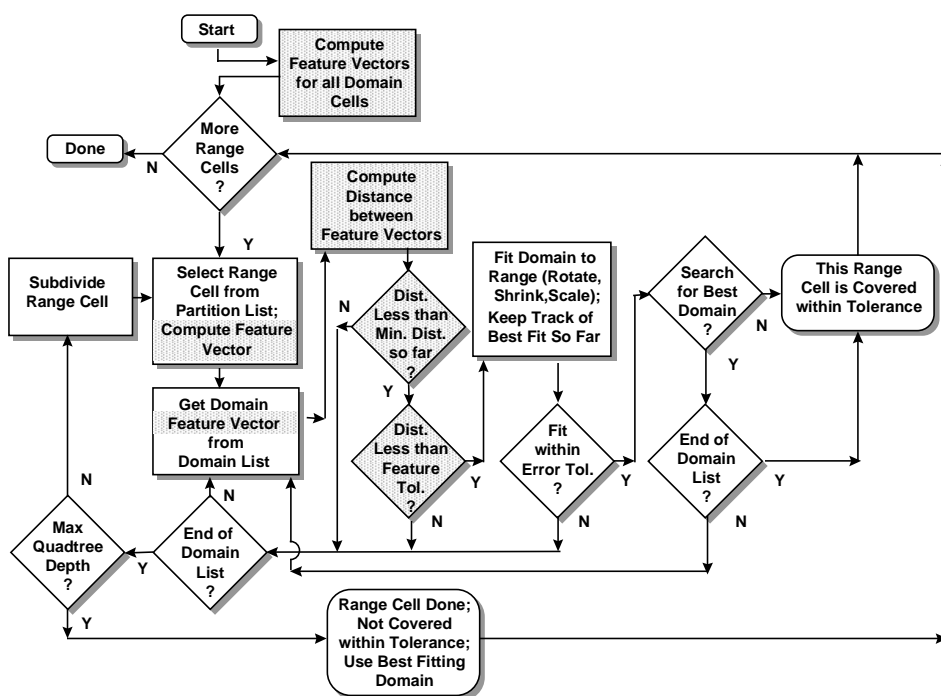 Start
Compute
Feature Vectors
for all Domain
Cells
More
Range
Cells
?
N
Done
Y
Compute
Distance
between
Feature Vectors
Subdivide
Range Cell
Select Range
Cell from
Partition List;
Compute Feature
Vector
Get Domain
Feature Vector
from
Domain List
N
Dist.
Less than
Min. Dist.
so far
?
Y
Dist.
Less than
Feature
Tol.
?
Y
N
Fit Domain to
Range (Rotate,
Shrink,Scale);
Keep Track of
Best Fit So Far
Fit
within
Error Tol.
?
Y
N
Search
for Best
Domain
?
N
Y
This Range
Cell is Covered
within Tolerance
End of
Domain
List
?
Y
N
N
Max
Quadtree
Depth
?
Y
Y
N
End of
Domain
List
?
Range Cell Done;
Not Covered
within Tolerance;
Use Best Fitting
Domain